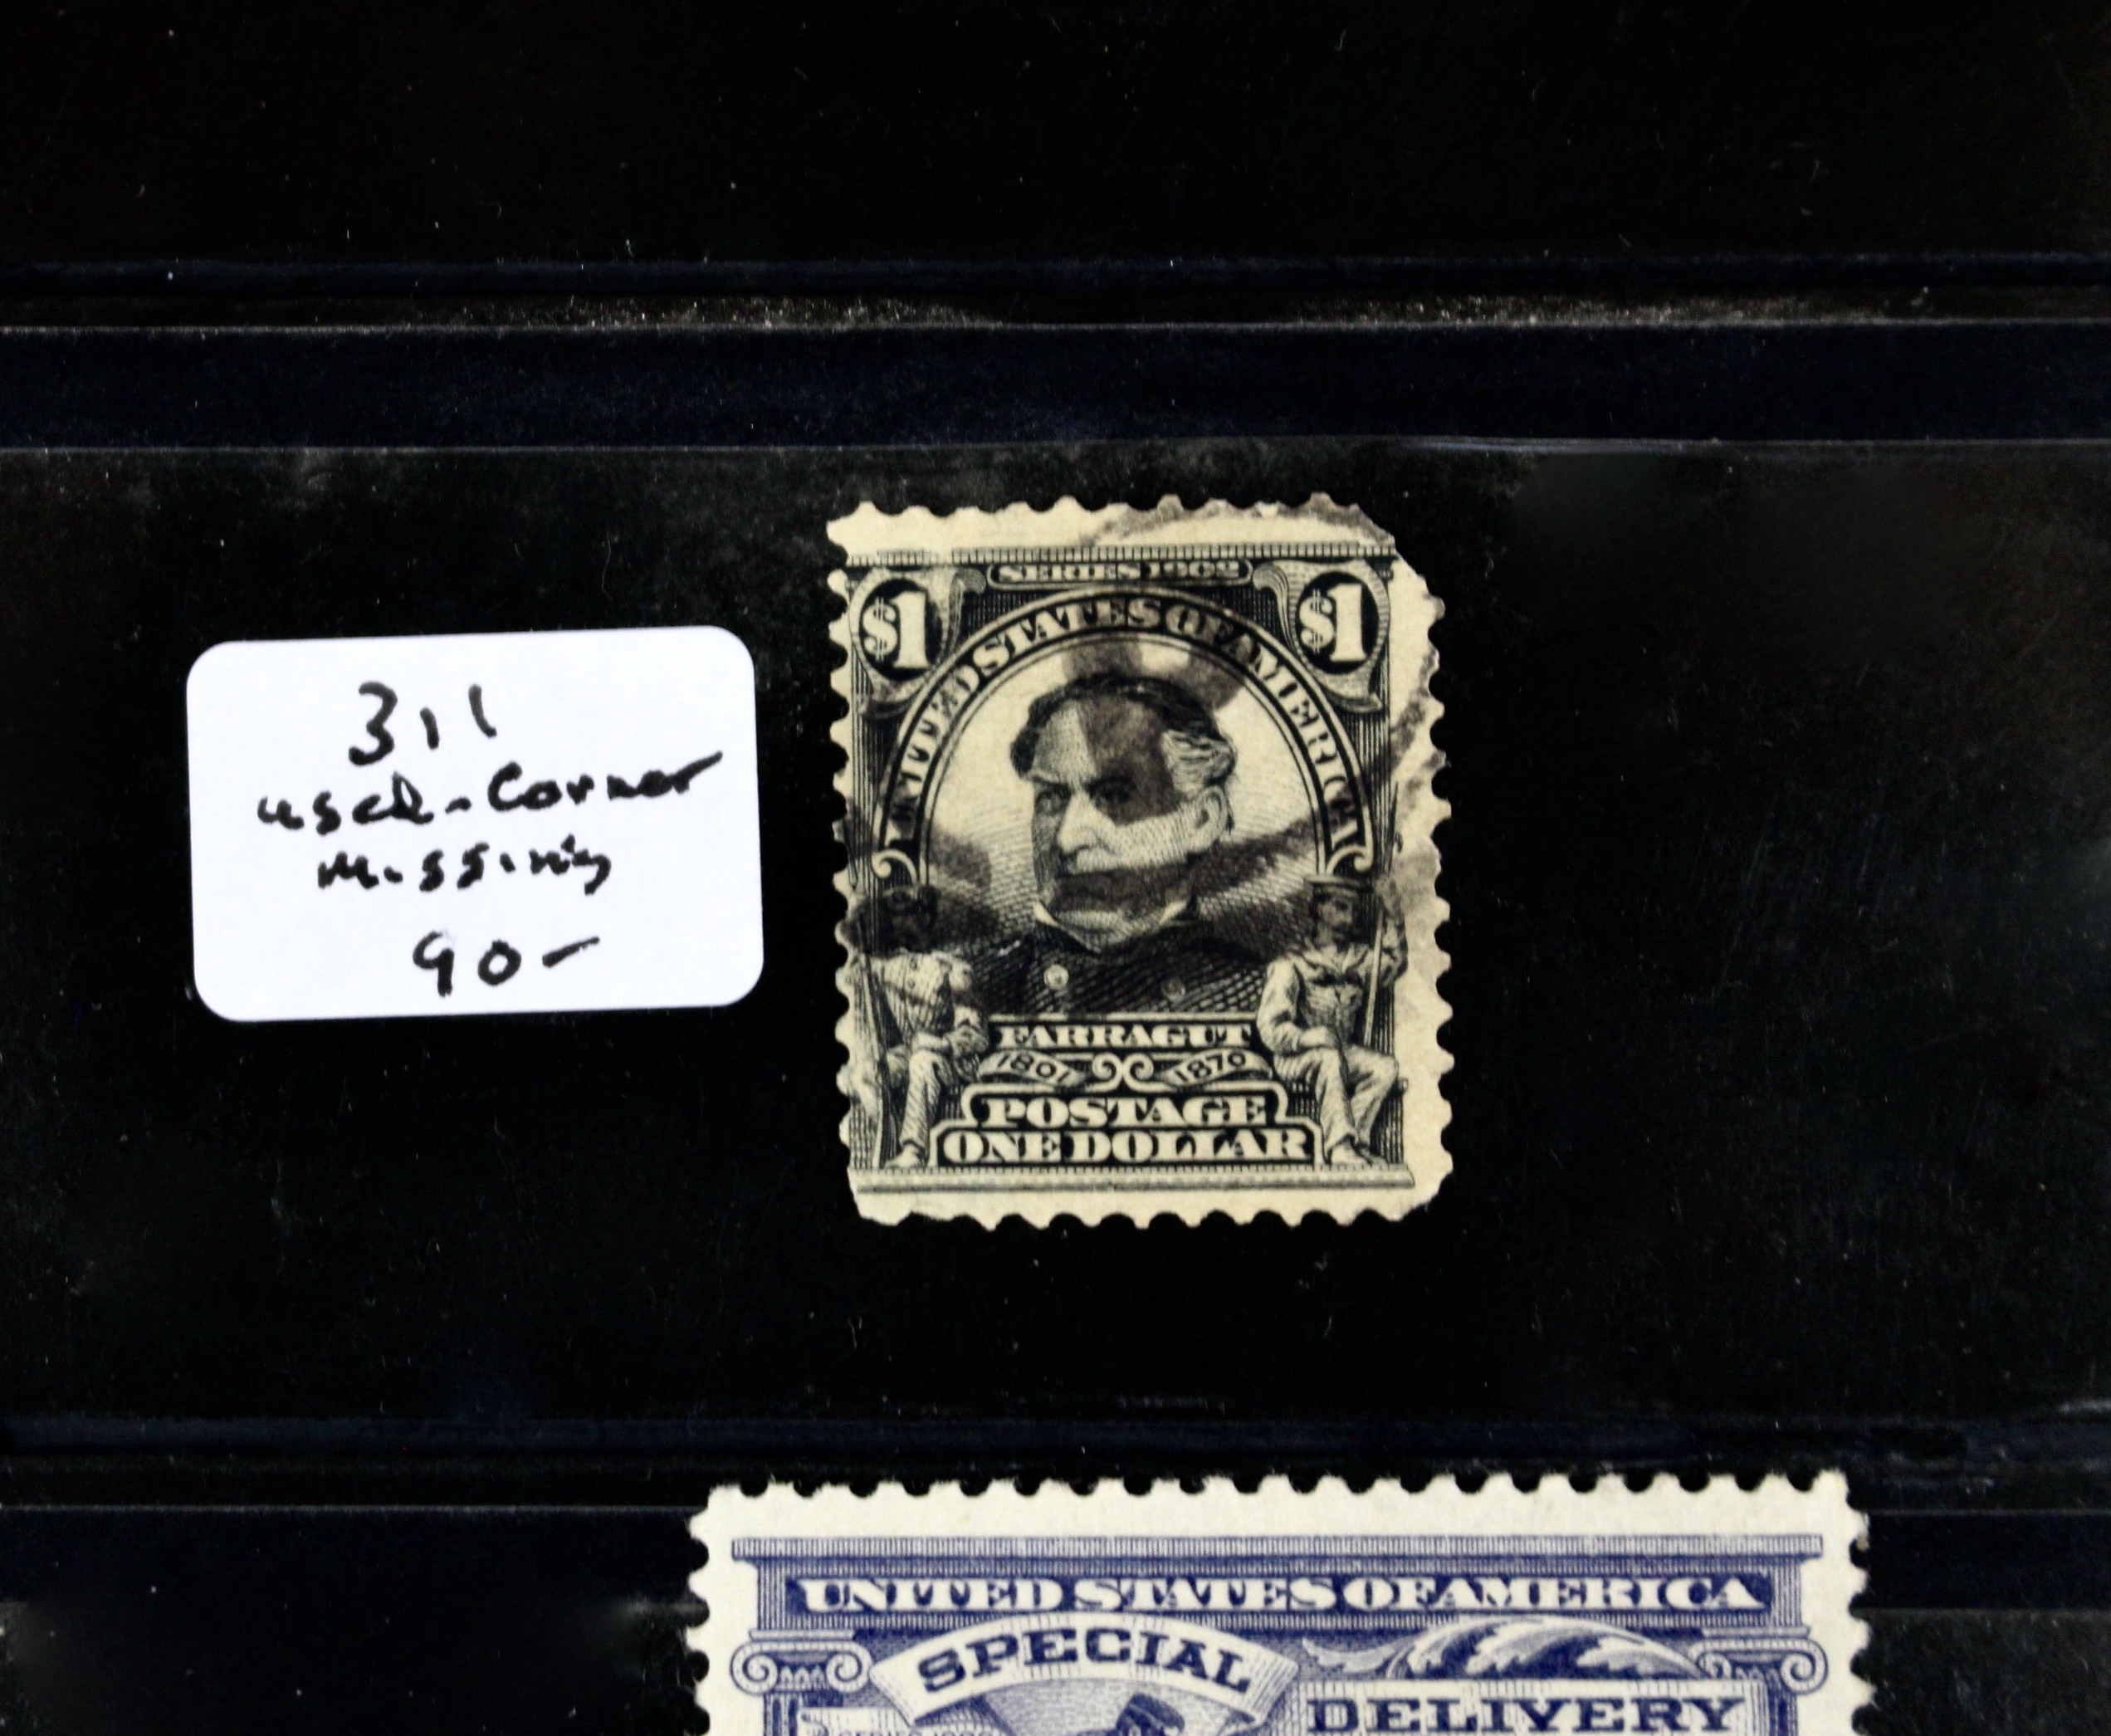 311
used - Corner
missing
90-
SERIES 1902
$1 $1
UNITED STATES OF AMERICA
FARRAGUT
1801 1870
POSTAGE
ONE DOLLAR
UNITED STATES OF AMERICA
SPECIAL
DELIVERY